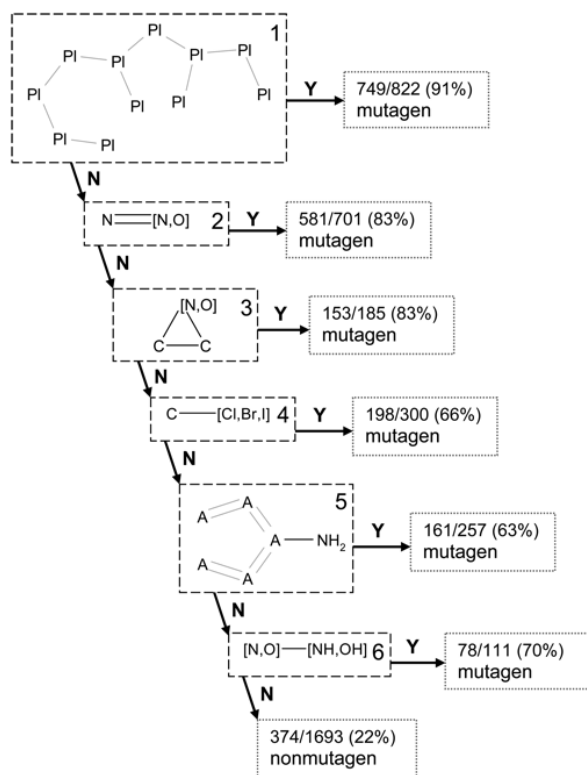 1
Pl
Pl Pl Pl Pl
Pl Pl Pl Pl
Pl Pl
Y
749/822 (91%)
mutagen
N
N [N,O] 2
Y
581/701 (83%)
mutagen
N
[N,O] 3
C C
Y
153/185 (83%)
mutagen
N
C [Cl,Br,I] 4
Y
198/300 (66%)
mutagen
N
5
A A
A NH2
A A
Y
161/257 (63%)
mutagen
N
[N,O] [NH,OH] 6
Y
78/111 (70%)
mutagen
N
374/1693 (22%)
nonmutagen